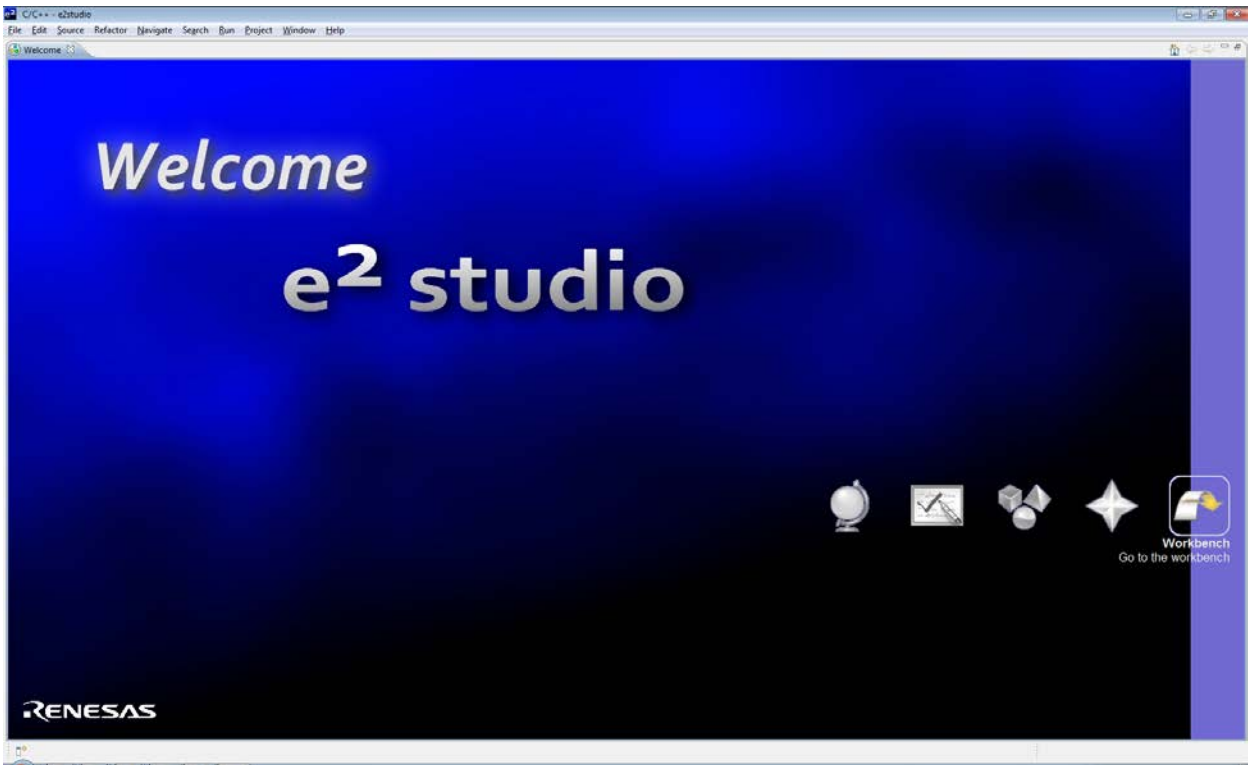 C/C++ - e2studio
File Edit Source Refactor Navigate Search Run Project Window Help
Welcome
Welcome
e² studio
Workbench
Go to the workbench
RENESAS